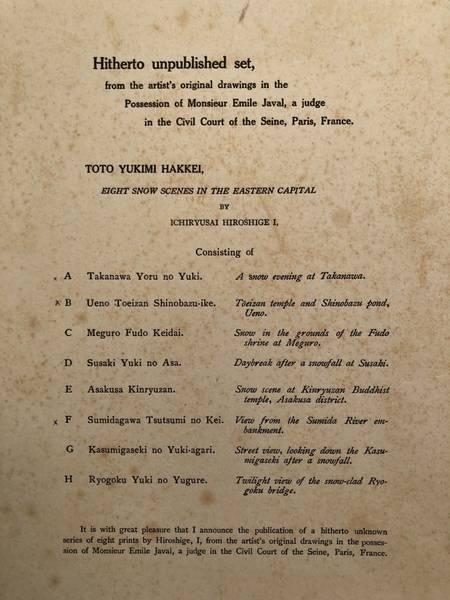 Hitherto unpublished set,
from the artist's original drawings in the
Possession of Monsieur Emile Javal, a judge
in the Civil Court of the Seine, Paris, France.
TOTO YUKIMI HAKKEI,
EIGHT SNOW SCENES IN THE EASTERN CAPITAL
BY
ICHIRYUSAI HIROSHIGE I,
Consisting of
x A Takanawa Yoru no Yuki. A snow evening at Takanawa.
x B Ueno Toeizan Shinobazu-ike. Toeizan temple and Shinobazu pond,
Ueno.
C Meguro Fudo Keidai. Snow in the grounds of the Fudo
shrine at Meguro.
D Susaki Yuki no Asa. Daybreak after a snowfall at Susaki.
E Asakusa Kinryuzan. Snow scene at Kinryuzan Buddhist
temple, Asakusa district.
x F Sumidagawa Tsutsumi no Kei. View from the Sumida River em-
bankment.
G Kasumigaseki no Yuki-agari. Street view, looking down the Kasu-
migaseki after a snowfall.
H Ryogoku Yuki no Yugure. Twilight view of the snow-clad Ryo-
goku bridge.
It is with great pleasure that I announce the publication of a hitherto unknown
series of eight prints by Hiroshige, I, from the artist's original drawings in the posses-
sion of Monsieur Emile Javal, a judge in the Civil Court of the Seine, Paris, France.